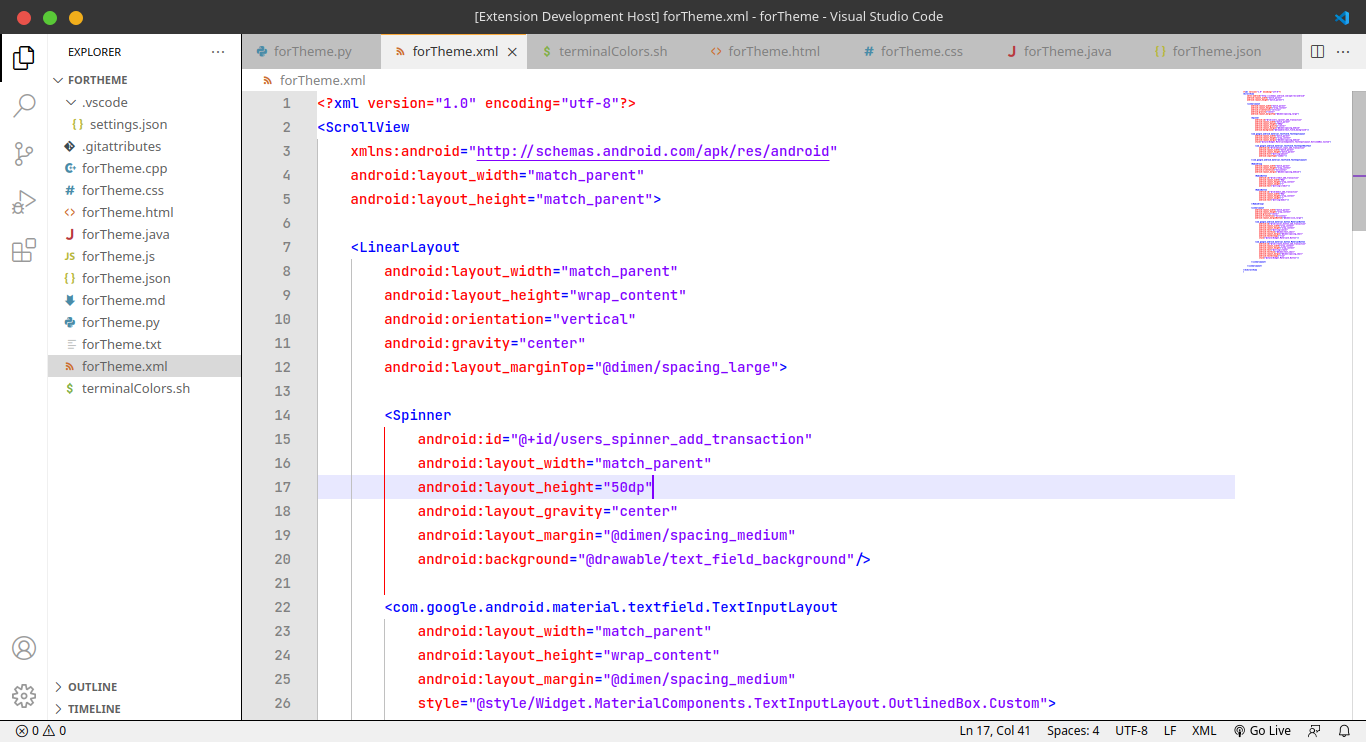 [Extension Development Host] forTheme.xml - forTheme - Visual Studio Code
EXPLORER
FORTHEME
.vscode
{} settings.json
.gitattributes
forTheme.cpp
# forTheme.css
<> forTheme.html
J forTheme.java
JS forTheme.js
{} forTheme.json
forTheme.md
forTheme.py
forTheme.txt
forTheme.xml
$ terminalColors.sh
OUTLINE
TIMELINE
forTheme.py forTheme.xml $ terminalColors.sh <> forTheme.html # forTheme.css J forTheme.java {} forTheme.json
forTheme.xml
1 <?xml version="1.0" encoding="utf-8"?>
2 <ScrollView
3 xmlns:android="http://schemas.android.com/apk/res/android"
4 android:layout_width="match_parent"
5 android:layout_height="match_parent">
6
7 <LinearLayout
8 android:layout_width="match_parent"
9 android:layout_height="wrap_content"
10 android:orientation="vertical"
11 android:gravity="center"
12 android:layout_marginTop="@dimen/spacing_large">
13
14 <Spinner
15 android:id="@+id/users_spinner_add_transaction"
16 android:layout_width="match_parent"
17 android:layout_height="50dp"
18 android:layout_gravity="center"
19 android:layout_margin="@dimen/spacing_medium"
20 android:background="@drawable/text_field_background"/>
21
22 <com.google.android.material.textfield.TextInputLayout
23 android:layout_width="match_parent"
24 android:layout_height="wrap_content"
25 android:layout_margin="@dimen/spacing_medium"
26 style="@style/Widget.MaterialComponents.TextInputLayout.OutlinedBox.Custom">
0 0 Ln 17, Col 41 Spaces: 4 UTF-8 LF XML Go Live